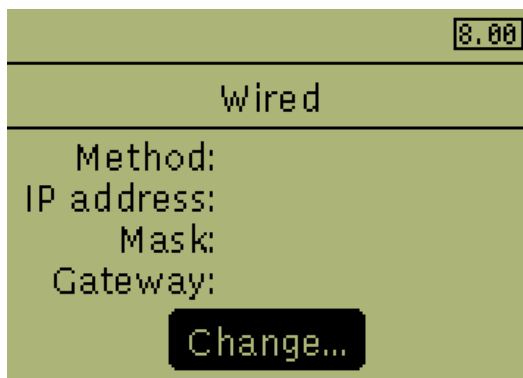 8.00
Wired
Method:
IP address:
Mask:
Gateway:
Change...